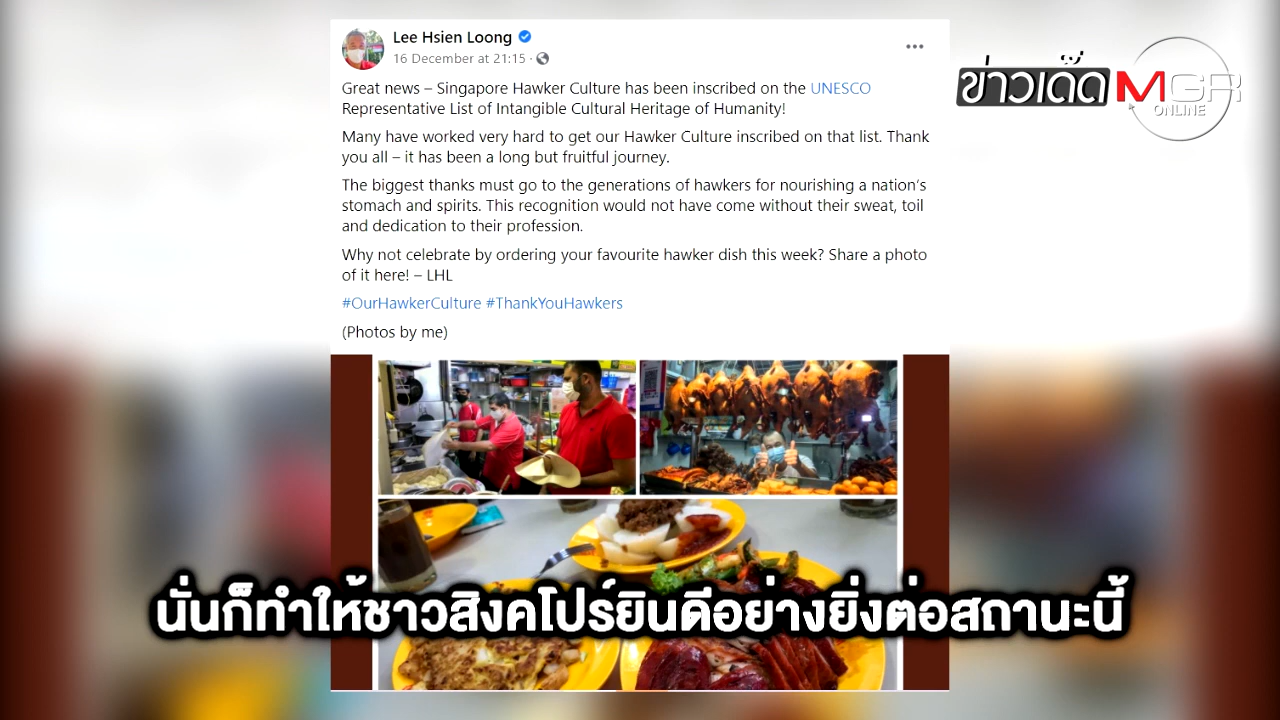 Lee Hsien Loong
16 December at 21:15 ·
Great news – Singapore Hawker Culture has been inscribed on the UNESCO
Representative List of Intangible Cultural Heritage of Humanity!
Many have worked very hard to get our Hawker Culture inscribed on that list. Thank
you all – it has been a long but fruitful journey.
The biggest thanks must go to the generations of hawkers for nourishing a nation's
stomach and spirits. This recognition would not have come without their sweat, toil
and dedication to their profession.
Why not celebrate by ordering your favourite hawker dish this week? Share a photo
of it here! – LHL
#OurHawkerCulture #ThankYouHawkers
(Photos by me)
ข่าวเด็ด MGR
ONLINE
นั่นก็ทำให้ชาวสิงคโปร์ยินดีอย่างยิ่งต่อสถานะนี้